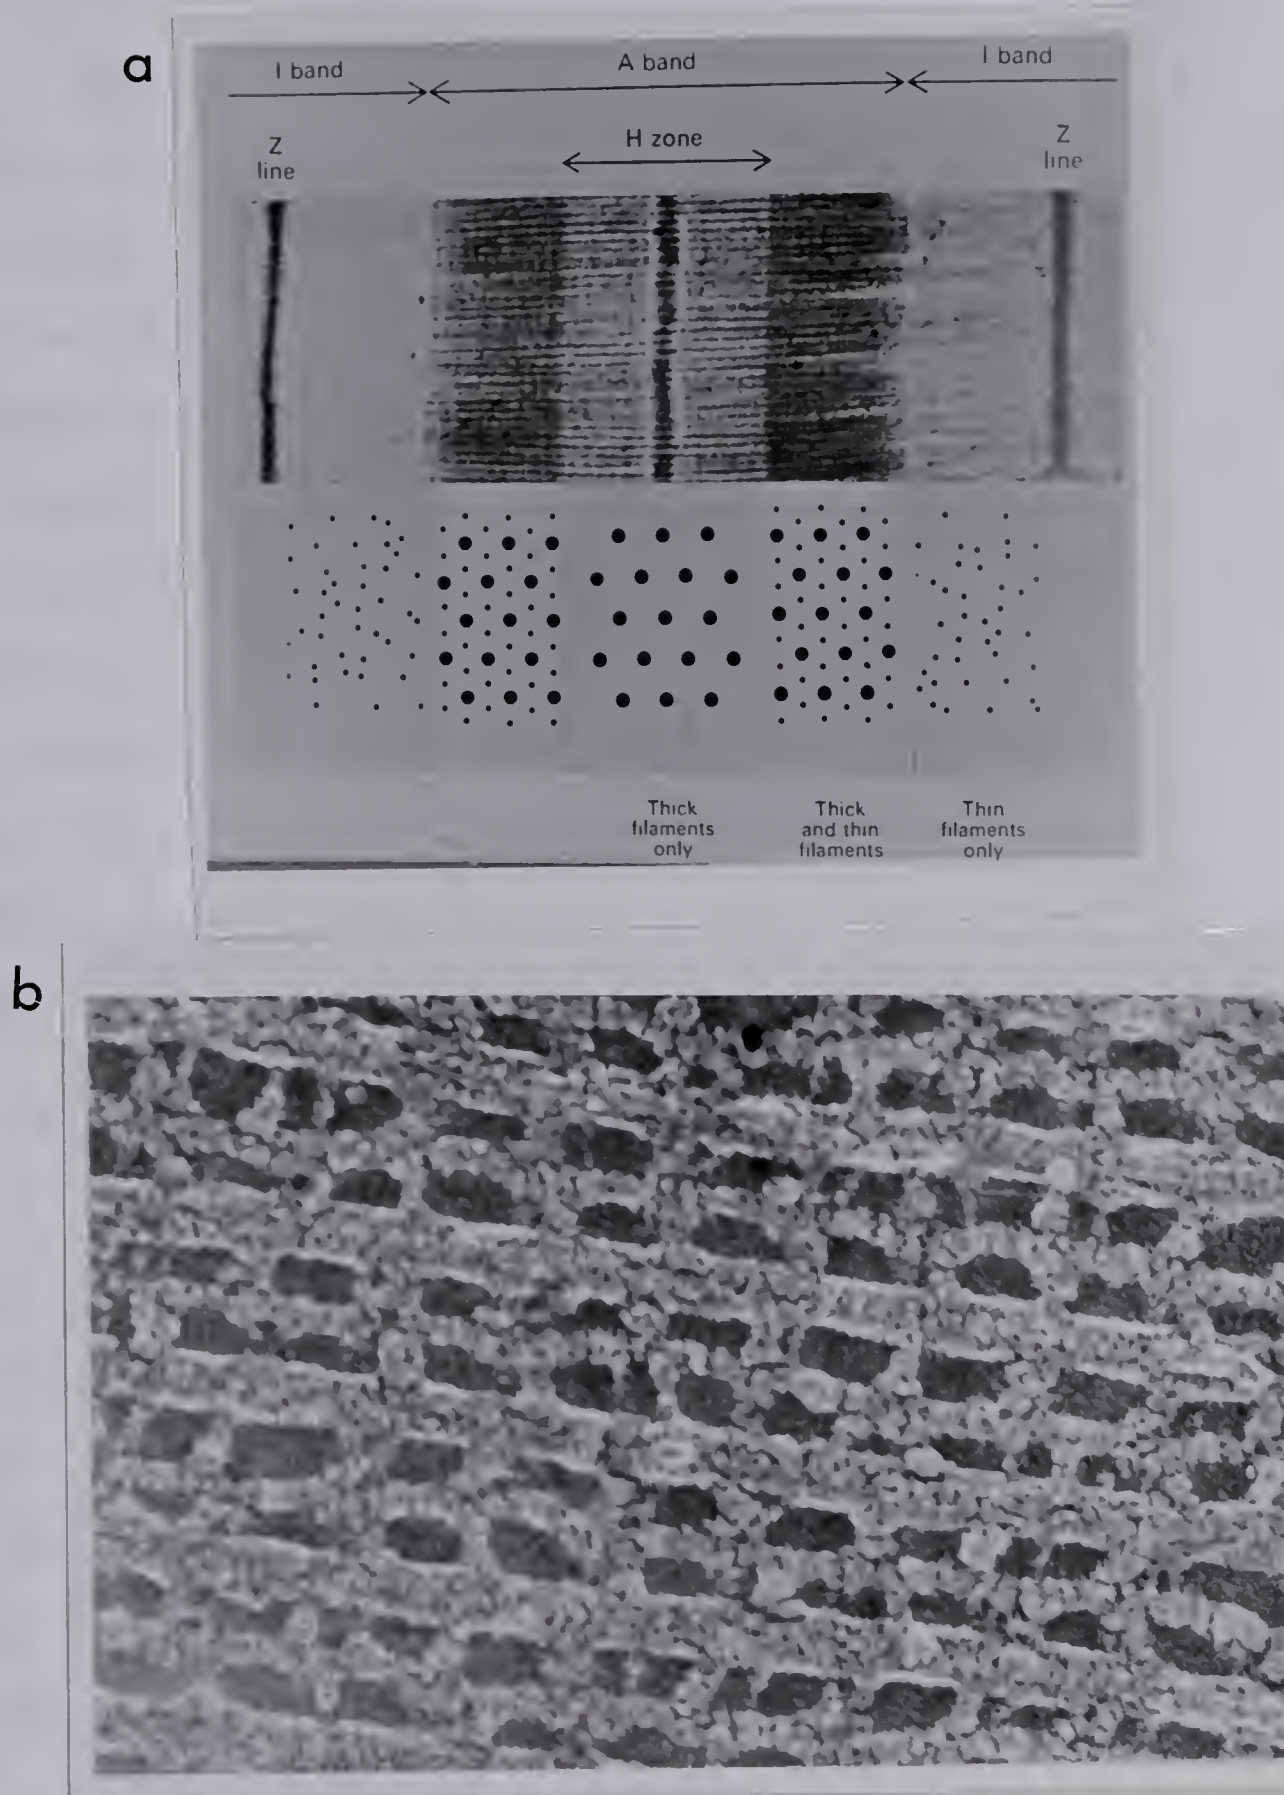 a
I band
A band
I band
H zone
Z
line
Z
line
Thick
filaments
only
Thick
and thin
filaments
Thin
filaments
only
b